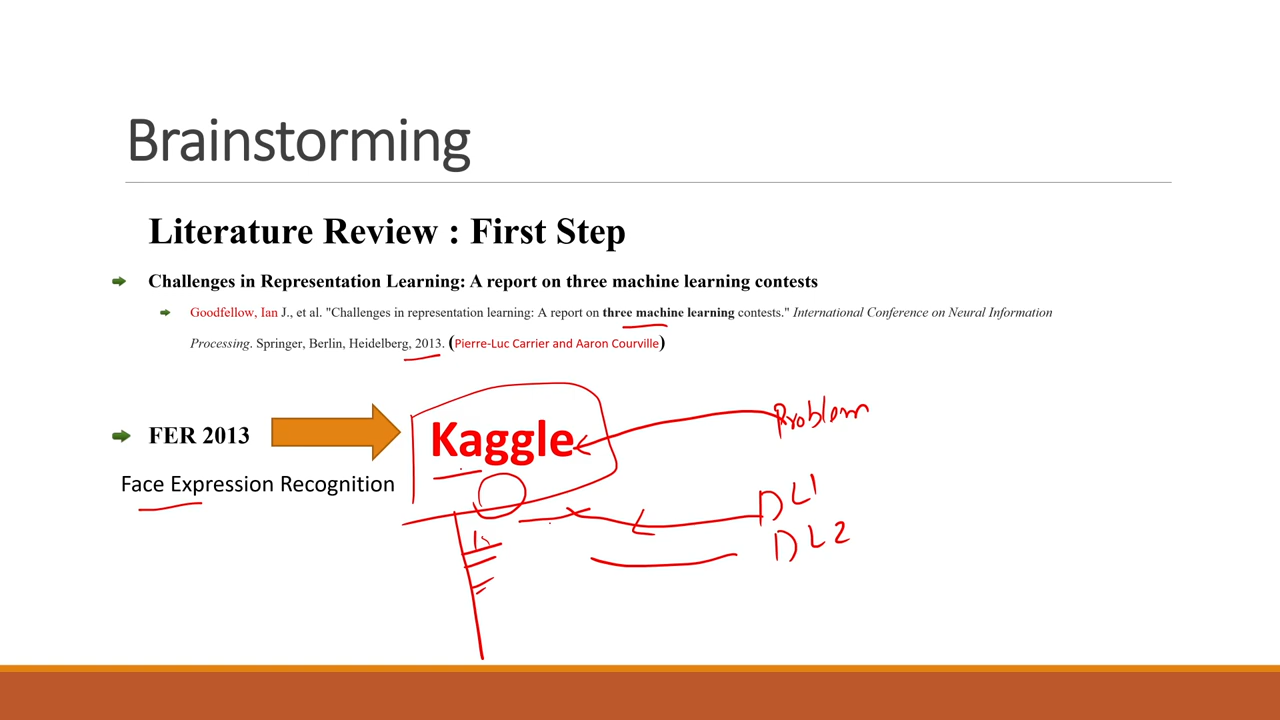 Brainstorming
Literature Review : First Step
Challenges in Representation Learning: A report on three machine learning contests
Goodfellow, Ian J., et al. "Challenges in representation learning: A report on three machine learning contests." International Conference on Neural Information
Processing. Springer, Berlin, Heidelberg, 2013. (Pierre-Luc Carrier and Aaron Courville)
FER 2013
Kaggle
Problem
Face Expression Recognition
DL1
DL2